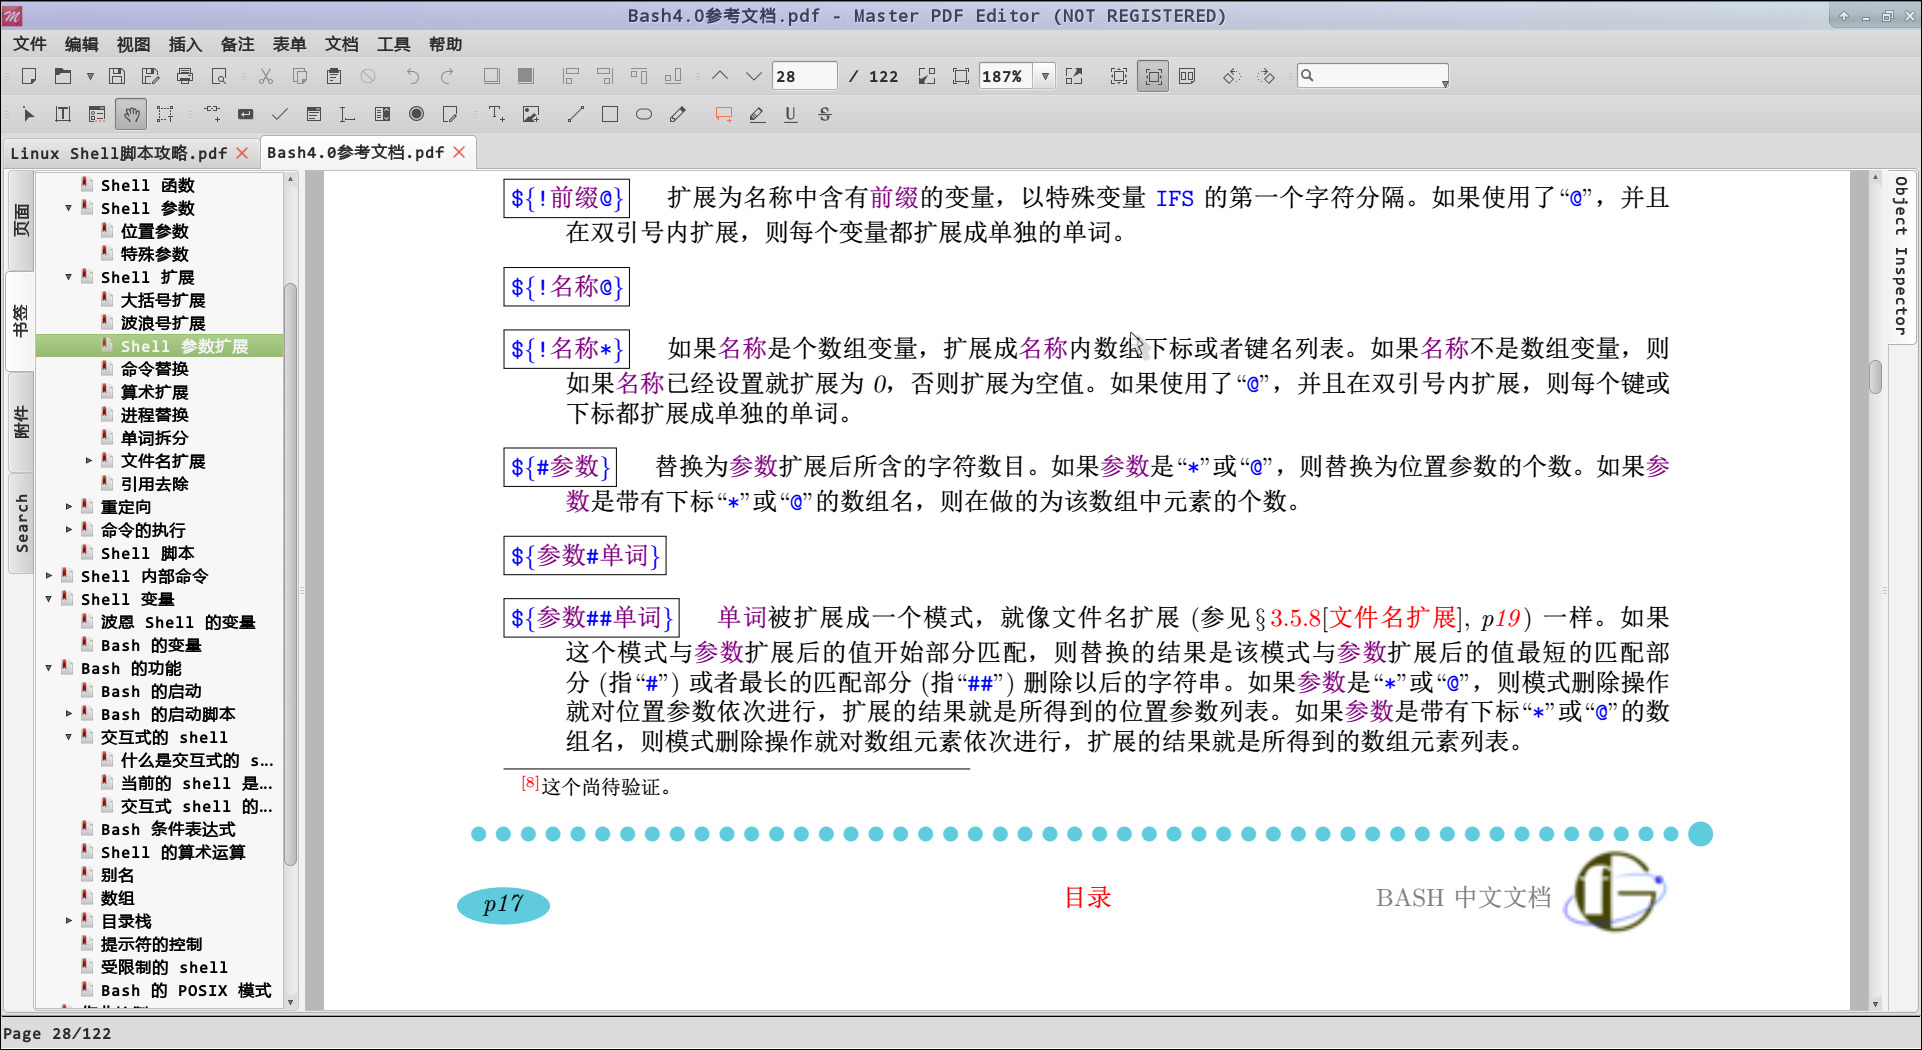 Bash4.0参考文档.pdf - Master PDF Editor (NOT REGISTERED)
文件 编辑 视图 插入 备注 表单 文档 工具 帮助
28 / 122 187%
Linux Shell脚本攻略.pdf Bash4.0参考文档.pdf
页面
书签
附件
Search
Shell 函数
Shell 参数
位置参数
特殊参数
Shell 扩展
大括号扩展
波浪号扩展
Shell 参数扩展
命令替换
算术扩展
进程替换
单词拆分
文件名扩展
引用去除
重定向
命令的执行
Shell 脚本
Shell 内部命令
Shell 变量
波恩 Shell 的变量
Bash 的变量
Bash 的功能
Bash 的启动
Bash 的启动脚本
交互式的 shell
什么是交互式的 s...
当前的 shell 是...
交互式 shell 的...
Bash 条件表达式
Shell 的算术运算
别名
数组
目录栈
提示符的控制
受限制的 shell
Bash 的 POSIX 模式
${!前缀@} 扩展为名称中含有前缀的变量，以特殊变量 IFS 的第一个字符分隔。如果使用了“@”，并且
在双引号内扩展，则每个变量都扩展成单独的单词。
${!名称@}
${!名称*} 如果名称是个数组变量，扩展成名称内数组下标或者键名列表。如果名称不是数组变量，则
如果名称已经设置就扩展为 0，否则扩展为空值。如果使用了“@”，并且在双引号内扩展，则每个键或
下标都扩展成单独的单词。
${#参数} 替换为参数扩展后所含的字符数目。如果参数是“*”或“@”，则替换为位置参数的个数。如果参
数是带有下标“*”或“@”的数组名，则在做的为该数组中元素的个数。
${参数#单词}
${参数##单词} 单词被扩展成一个模式，就像文件名扩展 (参见§3.5.8[文件名扩展], p19) 一样。如果
这个模式与参数扩展后的值开始部分匹配，则替换的结果是该模式与参数扩展后的值最短的匹配部
分 (指“#”) 或者最长的匹配部分 (指“##”) 删除以后的字符串。如果参数是“*”或“@”，则模式删除操作
就对位置参数依次进行，扩展的结果就是所得到的位置参数列表。如果参数是带有下标“*”或“@”的数
组名，则模式删除操作就对数组元素依次进行，扩展的结果就是所得到的数组元素列表。
[8]这个尚待验证。
p17 目录 BASH 中文文档
Object Inspector
Page 28/122